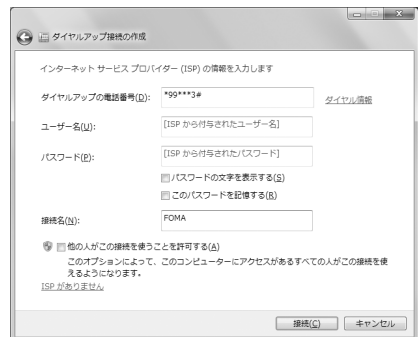 ダイヤルアップ接続の作成
インターネット サービス プロバイダー (ISP) の情報を入力します
ダイヤルアップの電話番号(D):
*99***3#
ダイヤル情報
ユーザー名(U):
[ISP から付与されたユーザー名]
パスワード(P):
[ISP から付与されたパスワード]
パスワードの文字を表示する(S)
このパスワードを記憶する(R)
接続名(N):
FOMA
他の人がこの接続を使うことを許可する(A)
このオプションによって、このコンピューターにアクセスがあるすべての人がこの接続を使
えるようになります。
ISP がありません
接続(C)
キャンセル